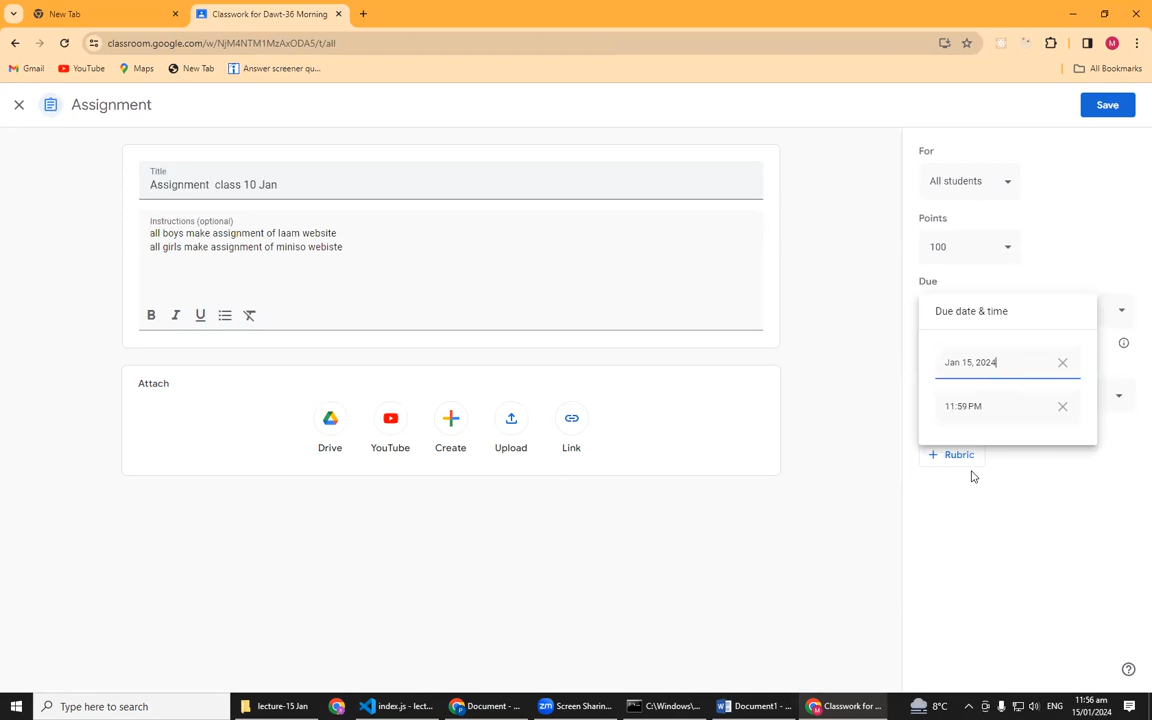 New Tab
Classwork for Dawt-36 Morning
classroom.google.com/w/NjM4NTM1MzAxODA5/t/all
M
Gmail
YouTube
Maps
New Tab
Answer screener qu...
All Bookmarks
Assignment
Save
Title
Assignment  class 10 Jan
Instructions (optional)
all boys make assignment of laam website
all girls make assignment of miniso webiste
B I U
Attach
Drive
YouTube
Create
Upload
Link
For
All students
Points
100
Due
Due date & time
Jan 15, 2024
11:59 PM
+ Rubric
Type here to search
lecture-15 Jan
index.js - lect...
Document - ...
Screen Sharin...
C:\Windows\...
Document1 - ...
Classwork for ...
8°C
ENG
11:56 am
15/01/2024